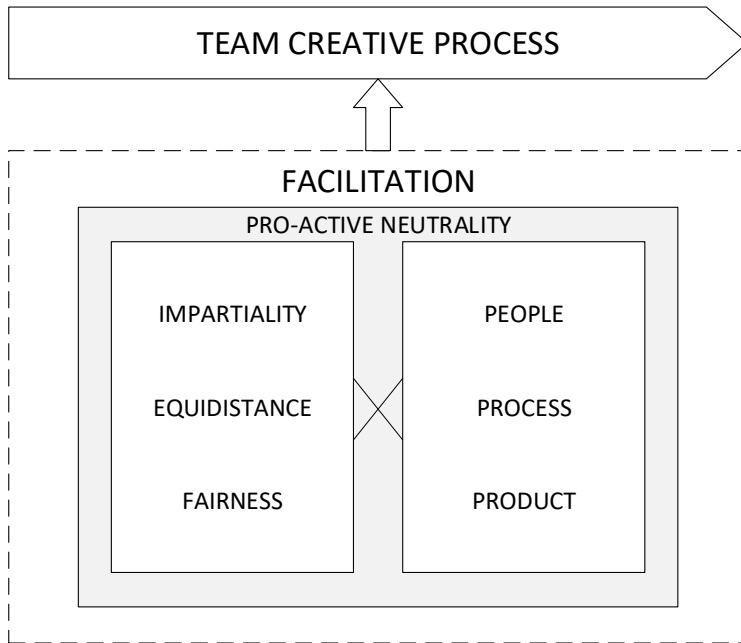 TEAM CREATIVE PROCESS
FACILITATION
PRO-ACTIVE NEUTRALITY
IMPARTIALITY
EQUIDISTANCE
FAIRNESS
PEOPLE
PROCESS
PRODUCT